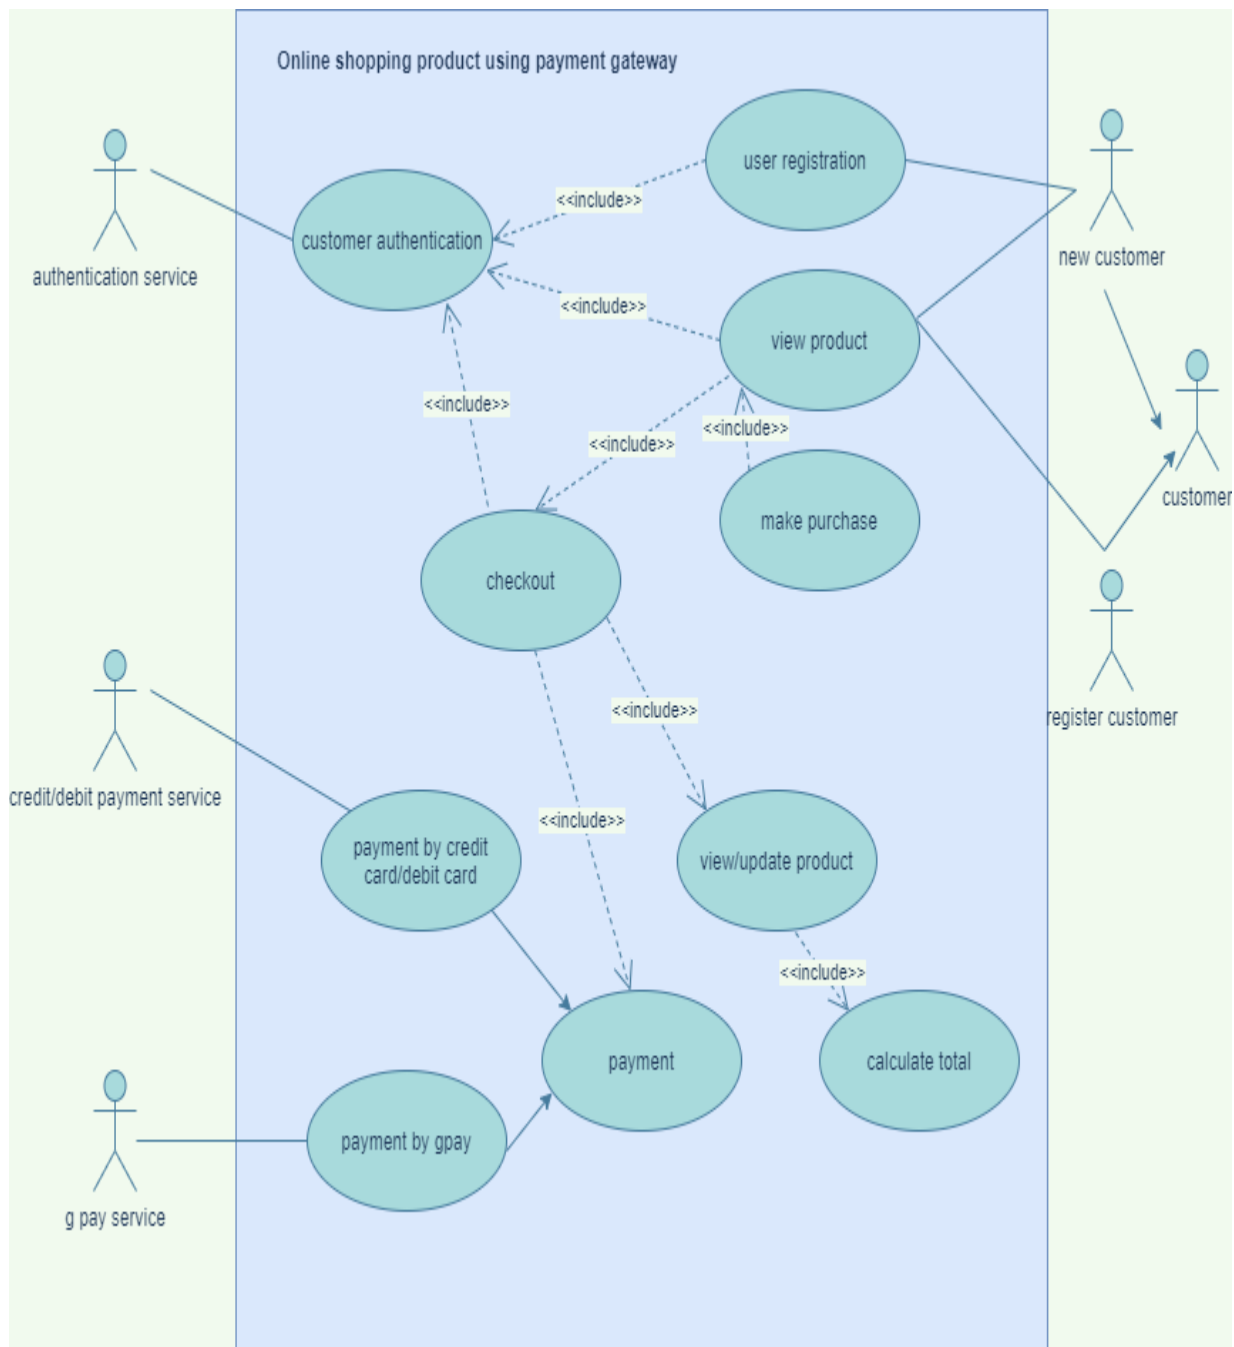 Online shopping product using payment gateway
user registration
<<include>>
customer authentication
authentication service
new customer
<<include>>
view product
<<include>>
<<include>>
<<include>>
customer
make purchase
checkout
<<include>>
register customer
credit/debit payment service
<<include>>
payment by credit
card/debit card
view/update product
<<include>>
payment
calculate total
payment by gpay
g pay service